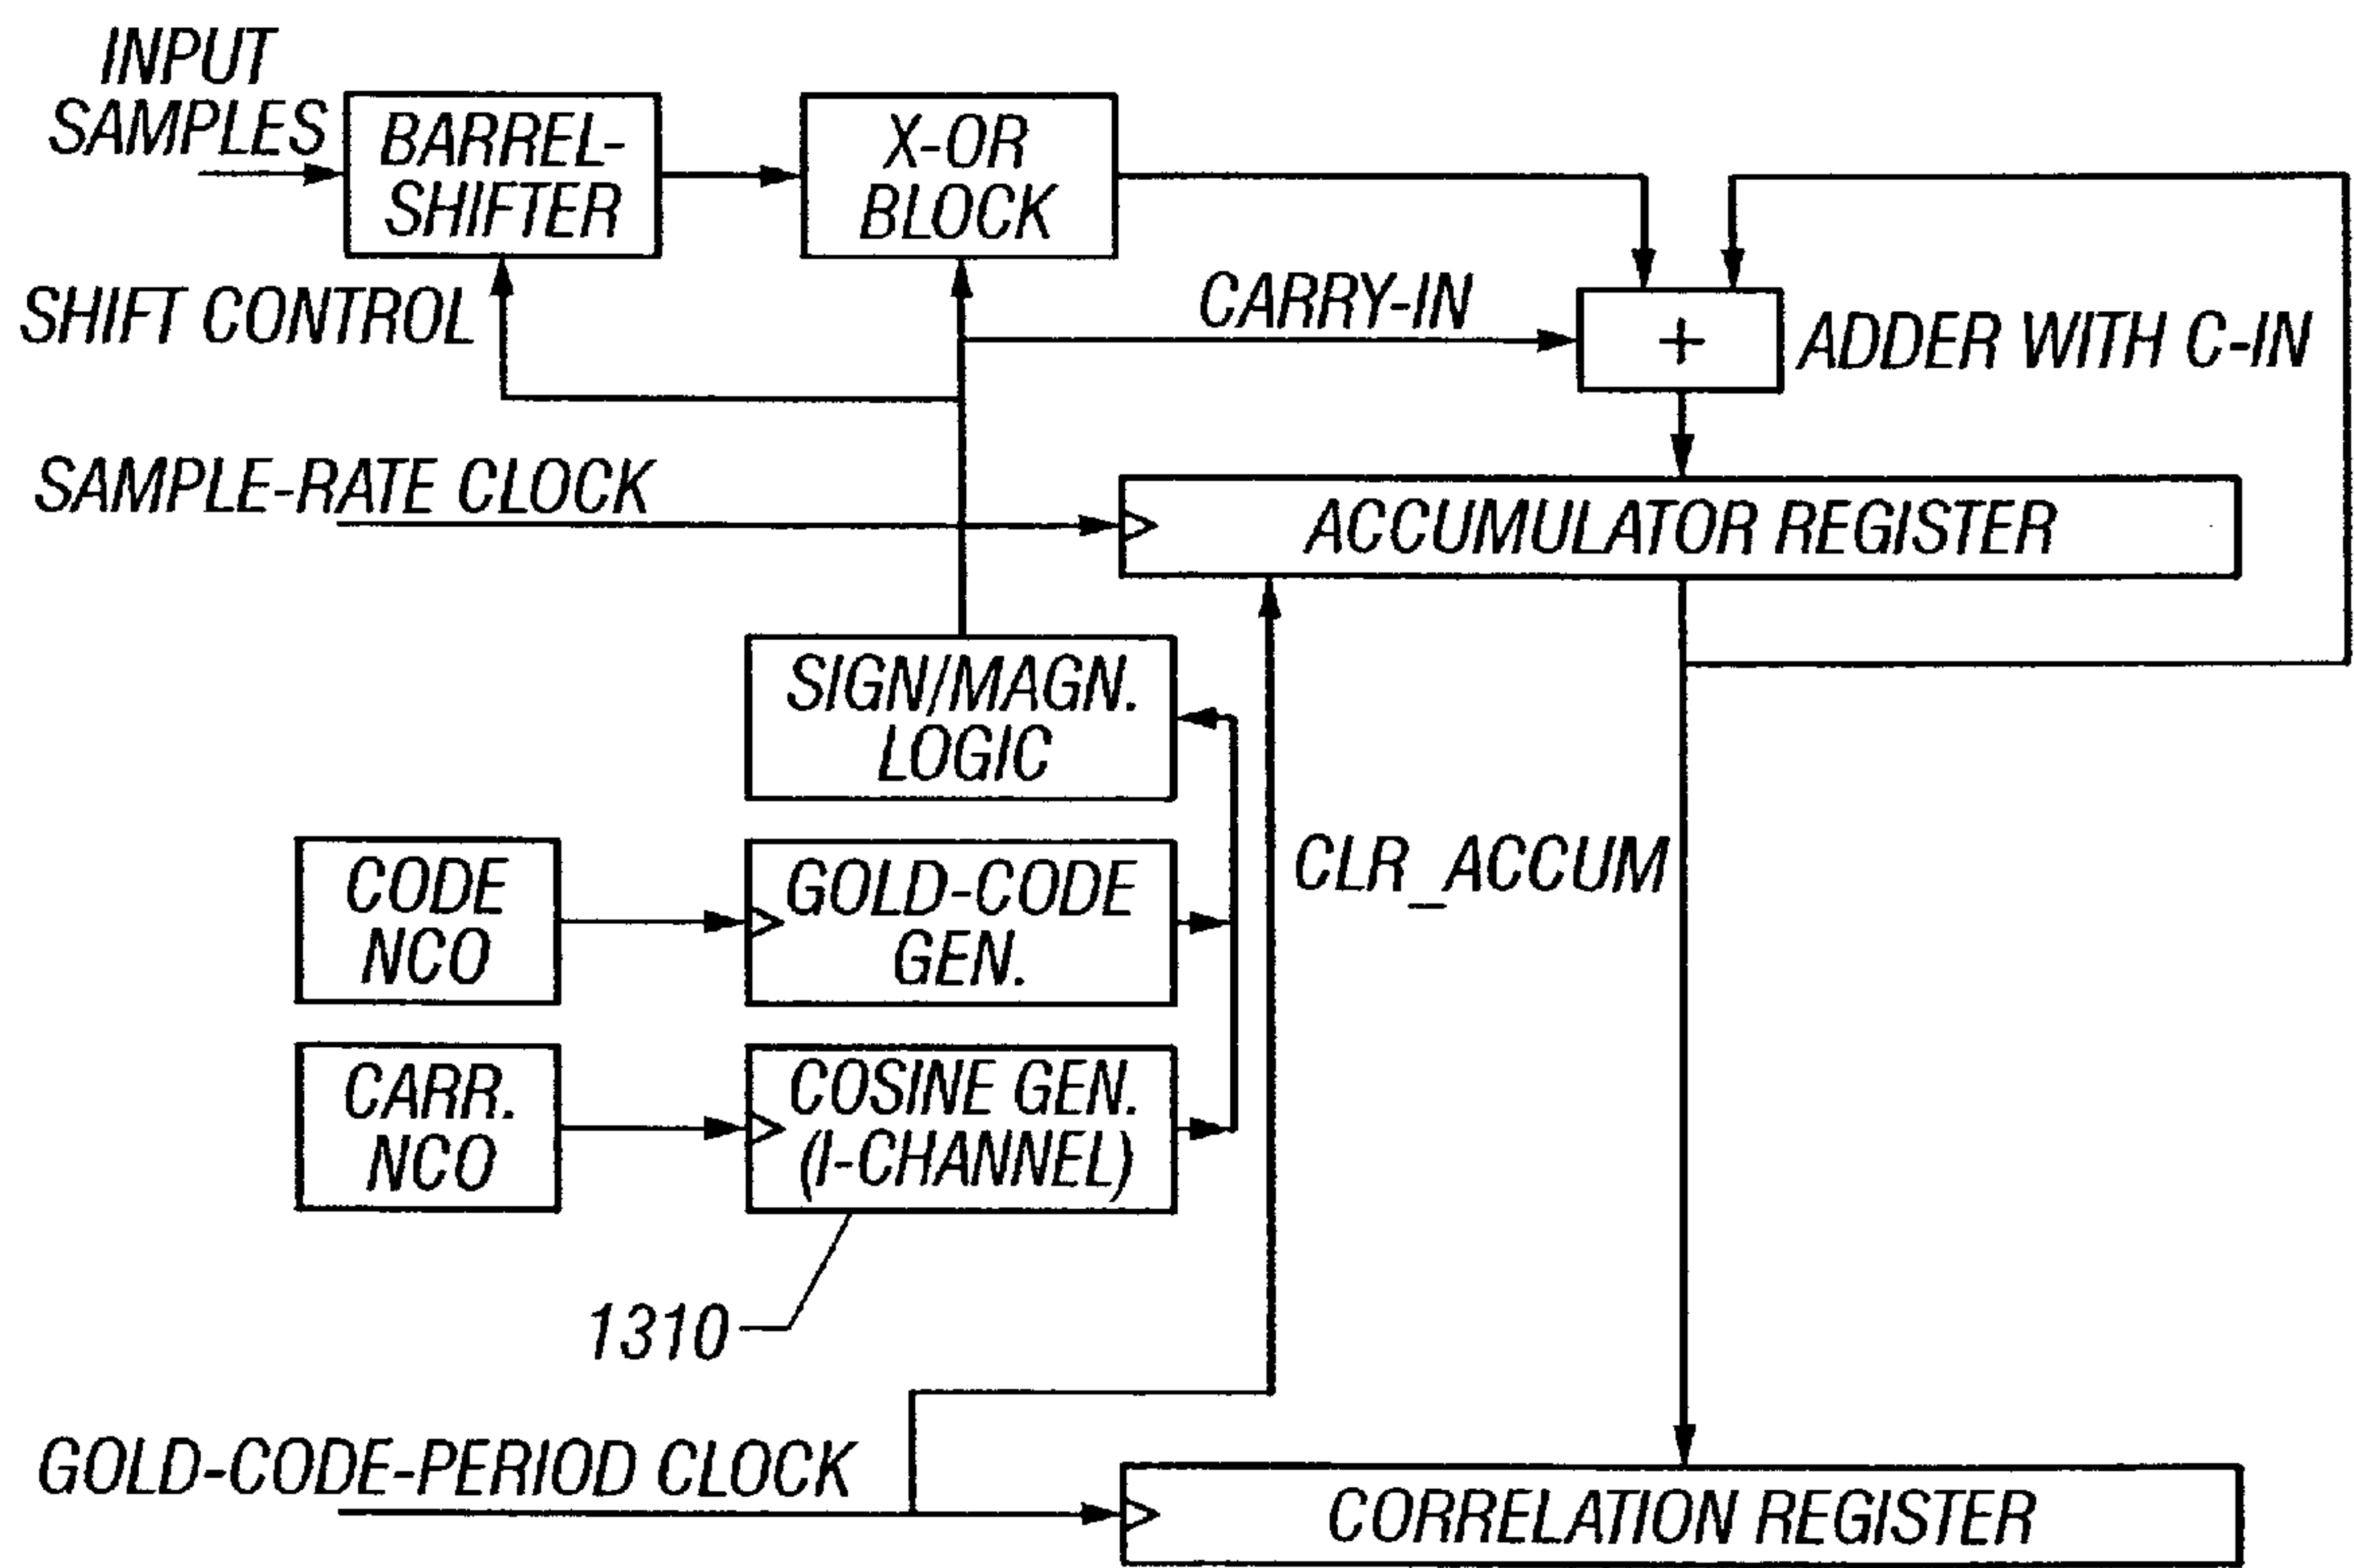 INPUT
SAMPLES
BARREL-
SHIFTER
X-OR
BLOCK
SHIFT CONTROL
CARRY-IN
+
ADDER WITH C-IN
SAMPLE-RATE CLOCK
ACCUMULATOR REGISTER
SIGN/MAGN.
LOGIC
CODE
NCO
GOLD-CODE
GEN.
CLR_ACCUM
CARR.
NCO
COSINE GEN.
(I-CHANNEL)
1310
GOLD-CODE-PERIOD CLOCK
CORRELATION REGISTER